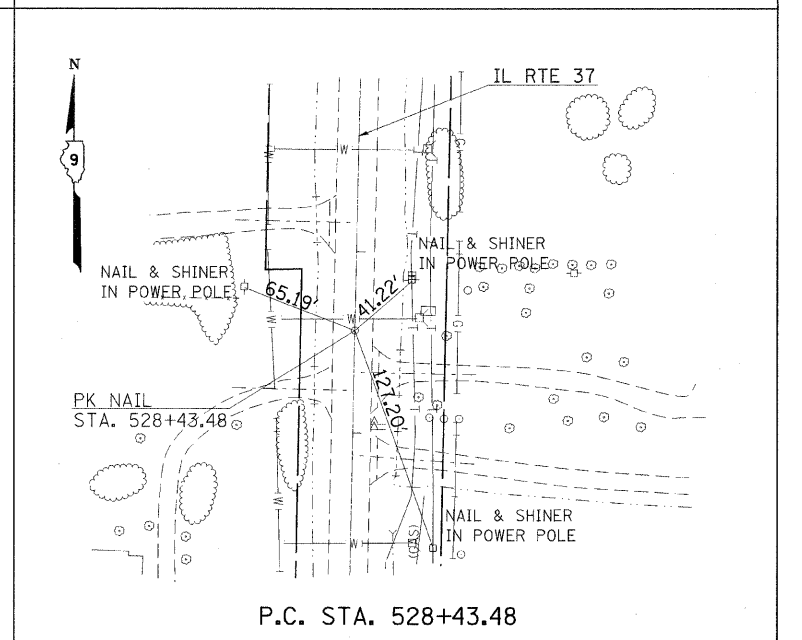 N
IL RTE 37
9
W
W
G
NAIL & SHINER
IN POWER POLE
NAIL & SHINER
IN POWER POLE
65.19'
41.22'
W
W
G
127.20'
PK NAIL
STA. 528+43.48
W
NAIL & SHINER
IN POWER POLE
W
(GAS)
P.C. STA. 528+43.48